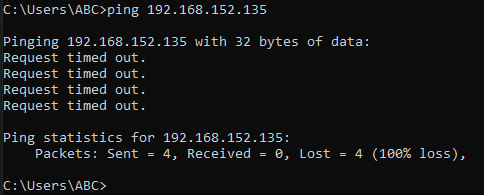 C:\Users\ABC>ping 192.168.152.135
Pinging 192.168.152.135 with 32 bytes of data:
Request timed out.
Request timed out.
Request timed out.
Request timed out.
Ping statistics for 192.168.152.135:
    Packets: Sent = 4, Received = 0, Lost = 4 (100% loss),
C:\Users\ABC>